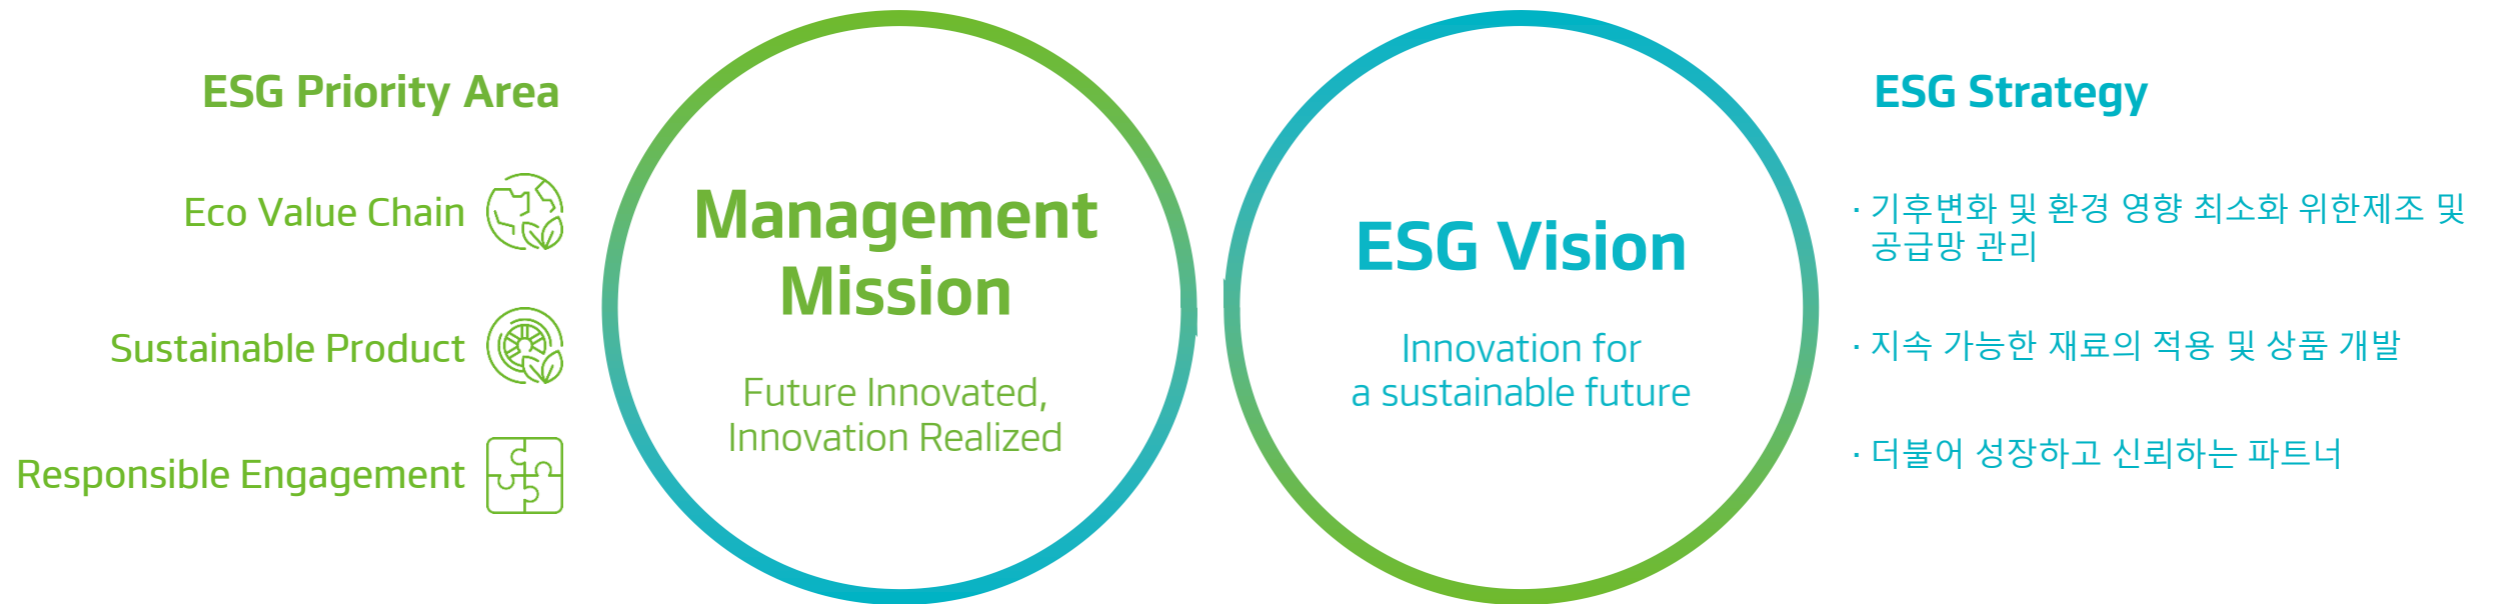 ESG Priority Area
Eco Value Chain
Sustainable Product
Responsible Engagement
Management
Mission
Future Innovated,
Innovation Realized
ESG Vision
Innovation for
a sustainable future
ESG Strategy
· 기후변화 및 환경 영향 최소화 위한제조 및
공급망 관리
· 지속 가능한 재료의 적용 및 상품 개발
· 더불어 성장하고 신뢰하는 파트너